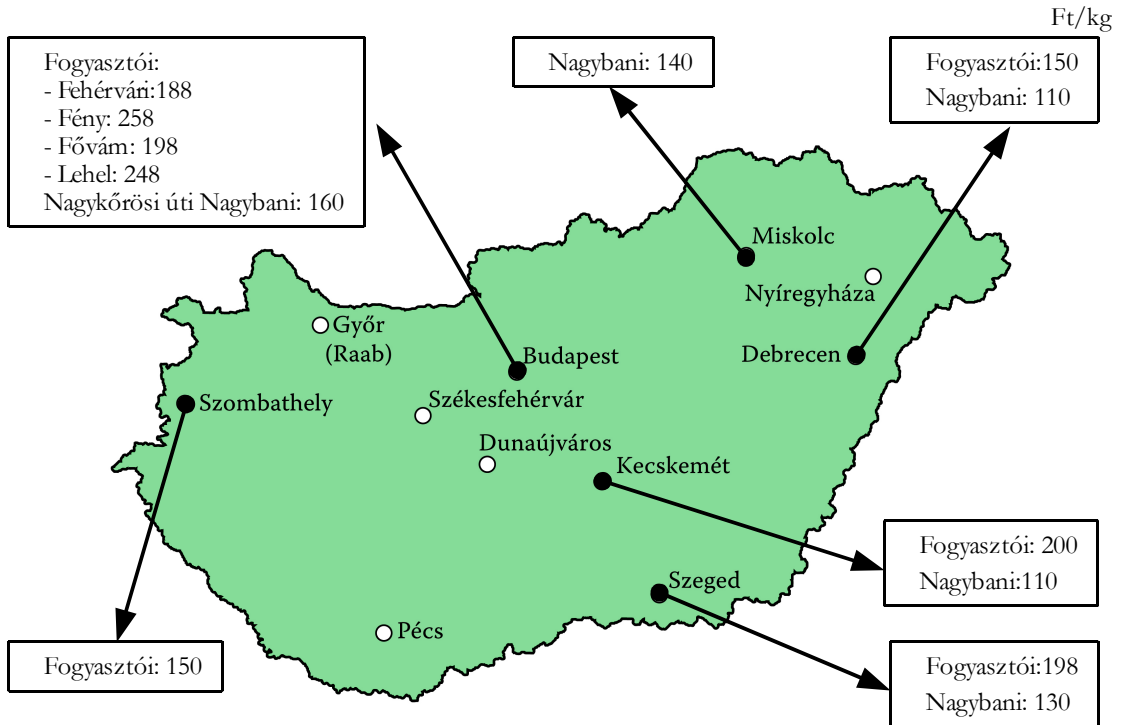 Ft/kg
Fogyasztói:
- Fehérvári:188
- Fény: 258
- Fővám: 198
- Lehel: 248
Nagykőrösi úti Nagybani: 160
Nagybani: 140
Fogyasztói:150
Nagybani: 110
Miskolc
Nyíregyháza
Győr
(Raab)
Budapest
Debrecen
Szombathely
Székesfehérvár
Dunaújváros
Kecskemét
Fogyasztói: 200
Nagybani:110
Szeged
Pécs
Fogyasztói: 150
Fogyasztói:198
Nagybani: 130